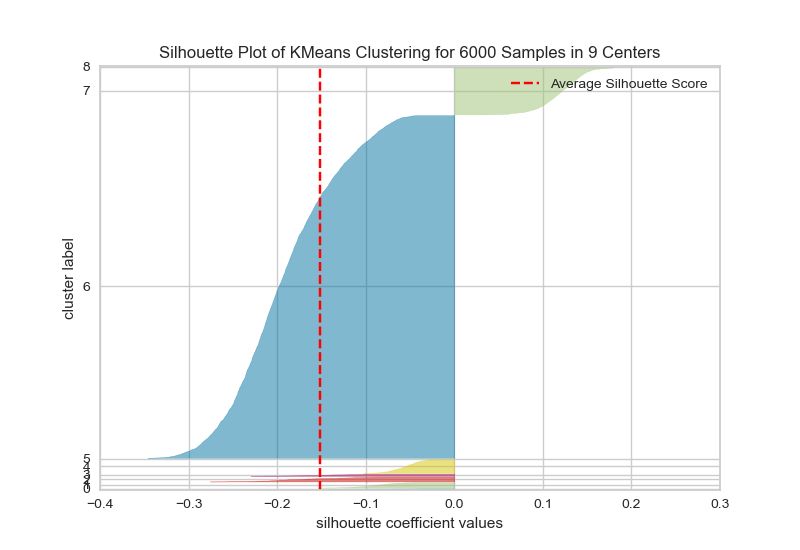 Silhouette Plot of KMeans Clustering for 6000 Samples in 9 Centers
Average Silhouette Score
8
7
6
5
4
3
2
1
0
cluster label
−0.4 −0.3 −0.2 −0.1 0.0 0.1 0.2 0.3
silhouette coefficient values